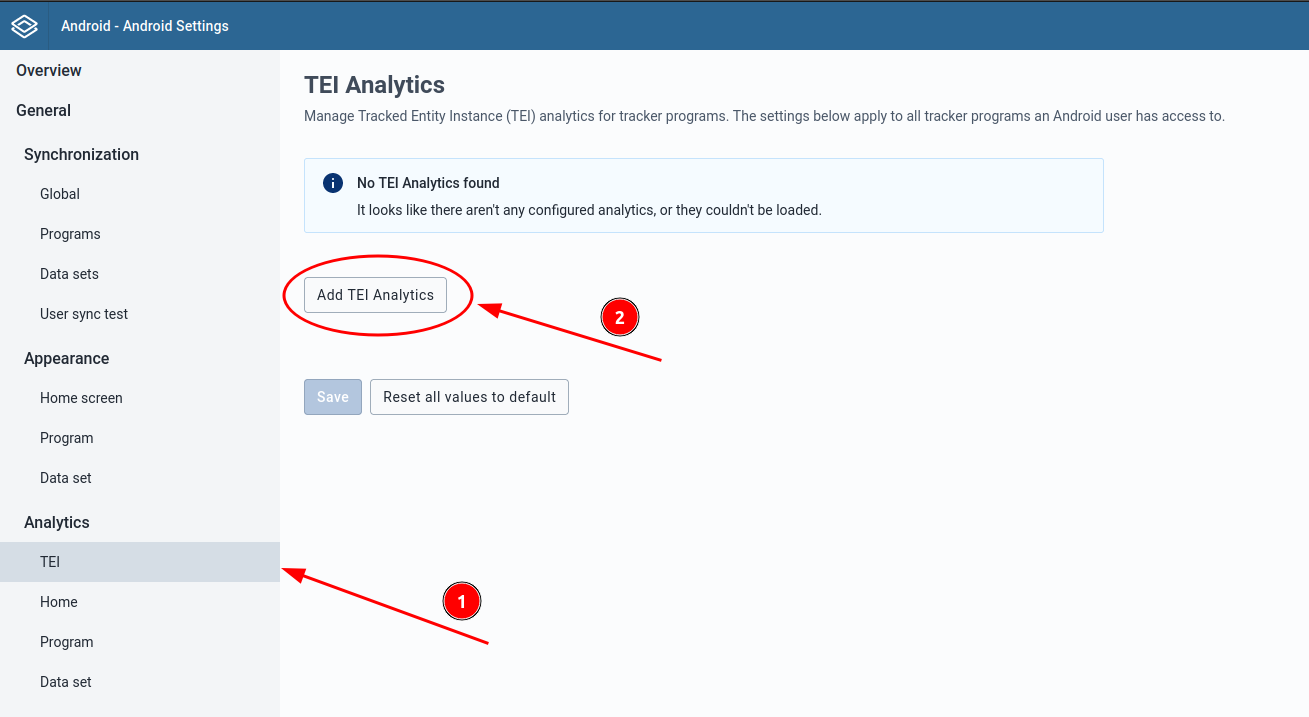 Android - Android Settings
Overview
General
Synchronization
Global
Programs
Data sets
User sync test
Appearance
Home screen
Program
Data set
Analytics
TEI
Home
Program
Data set
TEI Analytics
Manage Tracked Entity Instance (TEI) analytics for tracker programs. The settings below apply to all tracker programs an Android user has access to.
No TEI Analytics found
It looks like there aren't any configured analytics, or they couldn't be loaded.
Add TEI Analytics
2
Save
Reset all values to default
1